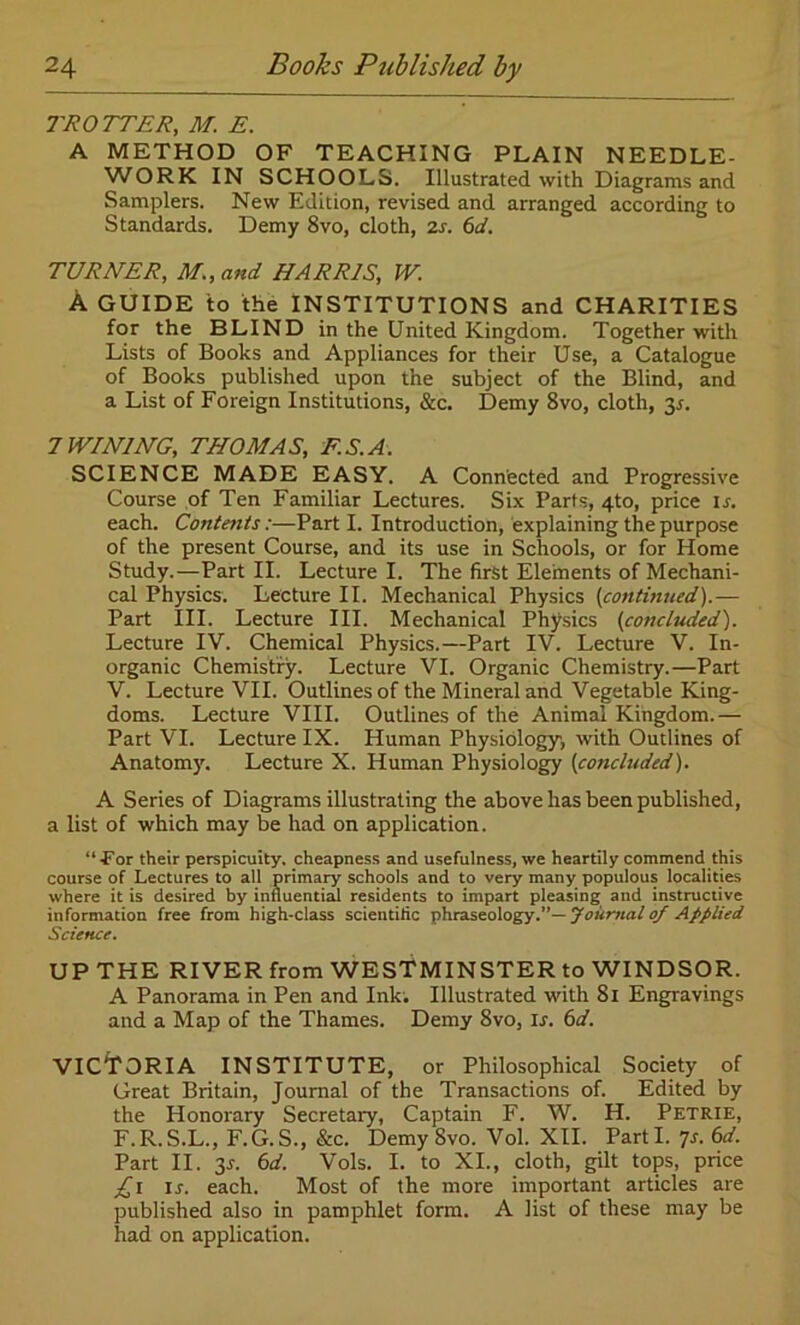 24 Books Published by
TROTTER, M. E.
A METHOD OF TEACHING PLAIN NEEDLE-
WORK IN SCHOOLS. Illustrated with Diagrams and
Samplers. New Edition, revised and arranged according to
Standards. Demy 8vo, cloth, 2s. 6d.
TURNER, M., and HARRIS, W.
A GUIDE to the INSTITUTIONS and CHARITIES
for the BLIND in the United Kingdom. Together with
Lists of Books and Appliances for their Use, a Catalogue
of Books published upon the subject of the Blind, and
a List of Foreign Institutions, &c. Demy 8vo, cloth, 3s.
TWINING, THOMAS, F.S.A.
SCIENCE MADE EASY. A Connected and Progressive
Course of Ten Familiar Lectures. Six Parts, 4to, price 1s.
each. Contents:—Part I. Introduction, explaining the purpose
of the present Course, and its use in Schools, or for Home
Study.—Part II. Lecture I. The first Elements of Mechani-
cal Physics. Lecture II. Mechanical Physics (continued).—
Part III. Lecture III. Mechanical Physics (concluded).
Lecture IV. Chemical Physics.—Part IV. Lecture V. In-
organic Chemistry. Lecture VI. Organic Chemistry.—Part
V. Lecture VII. Outlines of the Mineral and Vegetable King-
doms. Lecture VIII. Outlines of the Animal Kingdom.—
Part VI. Lecture IX. Human Physiology, with Outlines of
Anatomy. Lecture X. Human Physiology (concluded).
A Series of Diagrams illustrating the above has been published,
a list of which may be had on application.
“For their perspicuity, cheapness and usefulness, we heartily commend this
course of Lectures to all primary schools and to very many populous localities
where it is desired by influential residents to impart pleasing and instructive
information free from high-class scientific phraseology.”—Journal of Applied
Science.
UP THE RIVER from WESTMINSTER to WINDSOR.
A Panorama in Pen and Ink. Illustrated with 81 Engravings
and a Map of the Thames. Demy 8vo, 1s. 6d.
VICTORIA INSTITUTE, or Philosophical Society of
Great Britain, Journal of the Transactions of. Edited by
the Honorary Secretary, Captain F. W. H. PETRIE,
F.R.S.L., F.G.S., &c. Demy 8vo. Vol. XII. Part I. 7s. 6d.
Part II. 3s. 6d. Vols. I. to XI., cloth, gilt tops, price
£1 1s. each. Most of the more important articles are
published also in pamphlet form. A list of these may be
had on application.